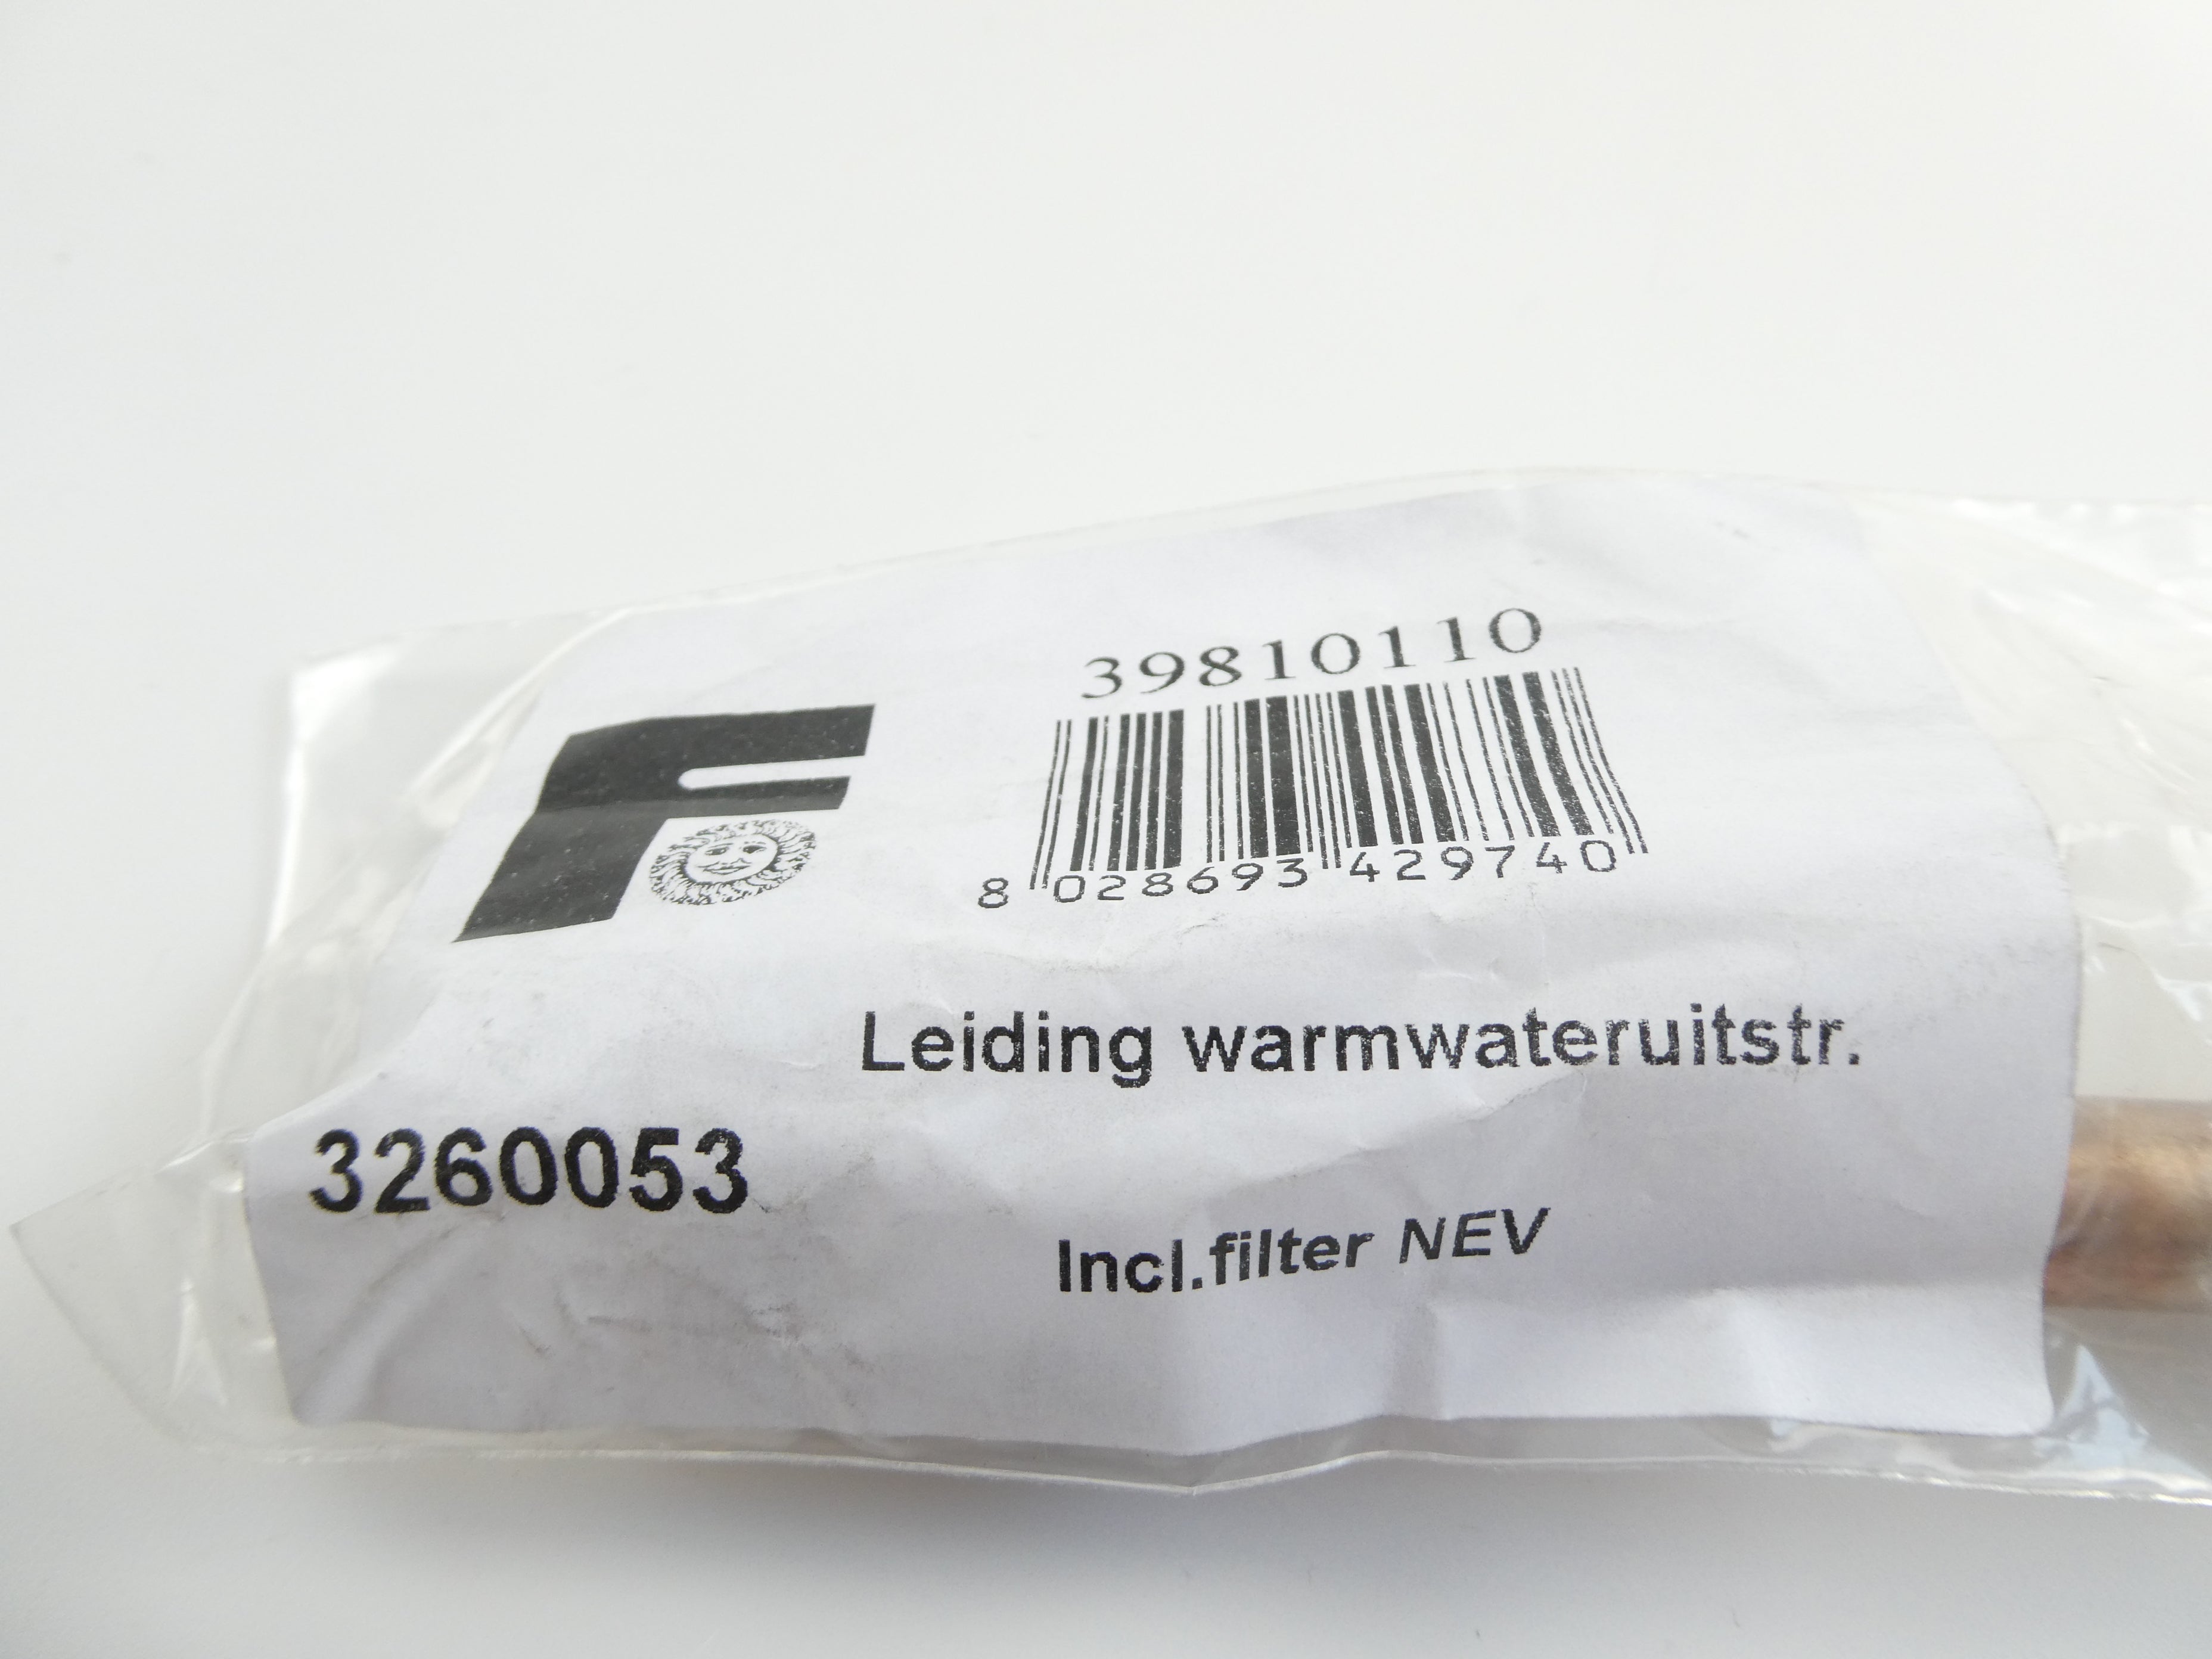 39810110
F
8 028693 429740
Leiding warmwateruitstr.
3260053
Incl.filter NEV